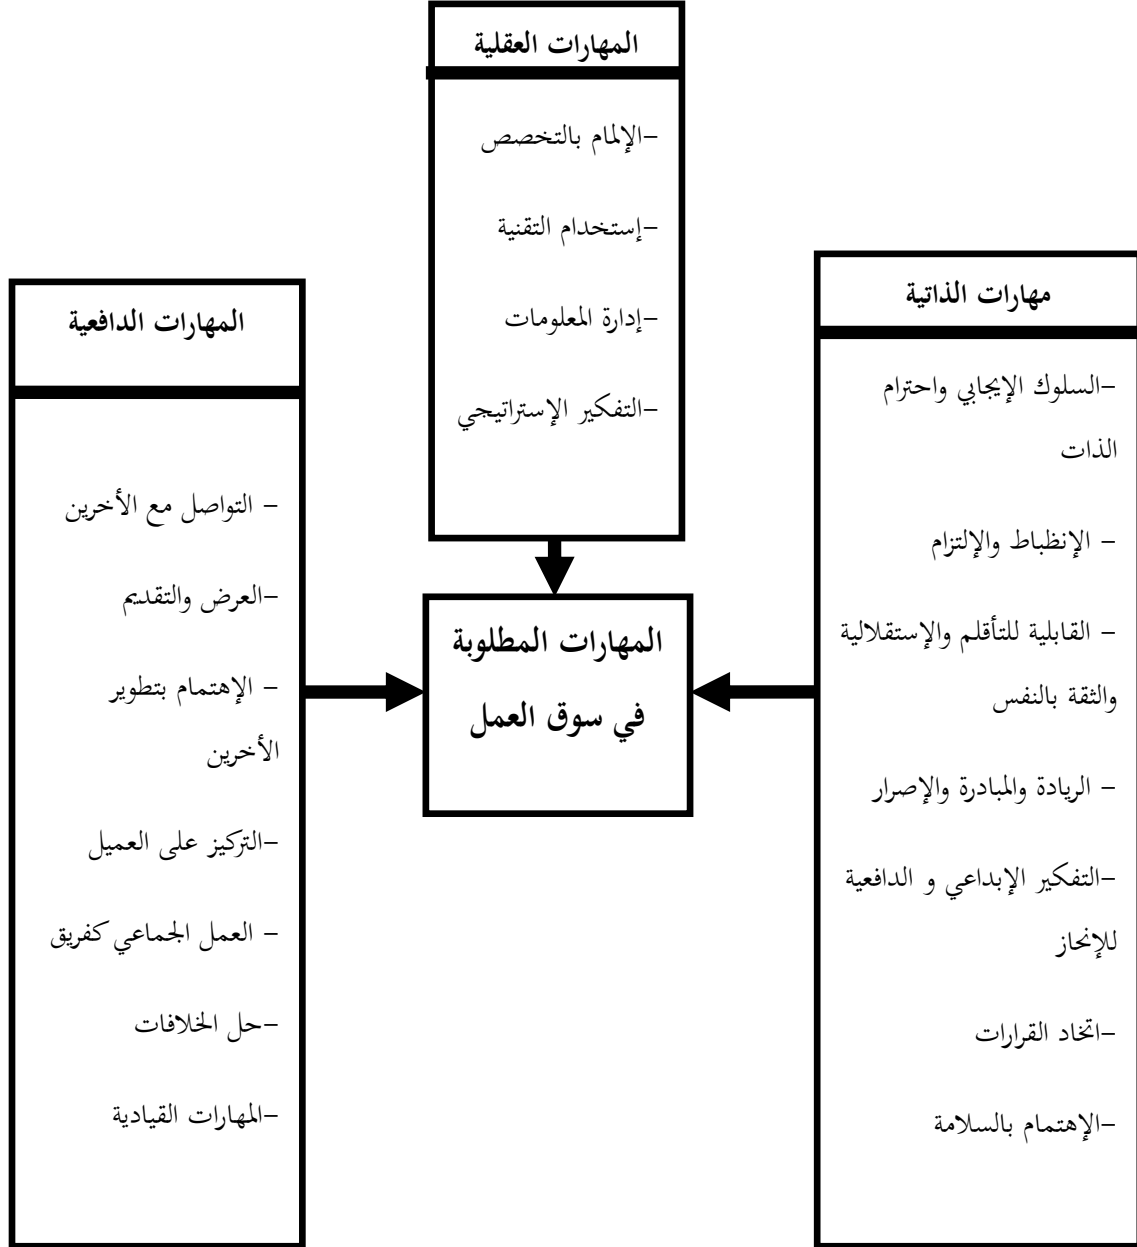 المهارات العقلية
-الإلمام بالتخصص
-إستخدام التقنية
-إدارة المعلومات
-التفكير الإستراتيجي
مهارات الذاتية
-السلوك الإيجابي واحترام
الذات
- الإنظباط والإلتزام
- القابلية للتأقلم والإستقلالية
والثقة بالنفس
- الريادة والمبادرة والإصرار
-التفكير الإبداعي و الدافعية
للإنحاز
-اتخاد القرارات
-الإهتمام بالسلامة
المهارات المطلوبة
في سوق العمل
المهارات الدافعية
- التواصل مع الأخرين
-العرض والتقديم
- الإهتمام بتطوير
الأخرين
-التركيز على العميل
- العمل الجماعي كفريق
-حل الخلافات
-المهارات القيادية